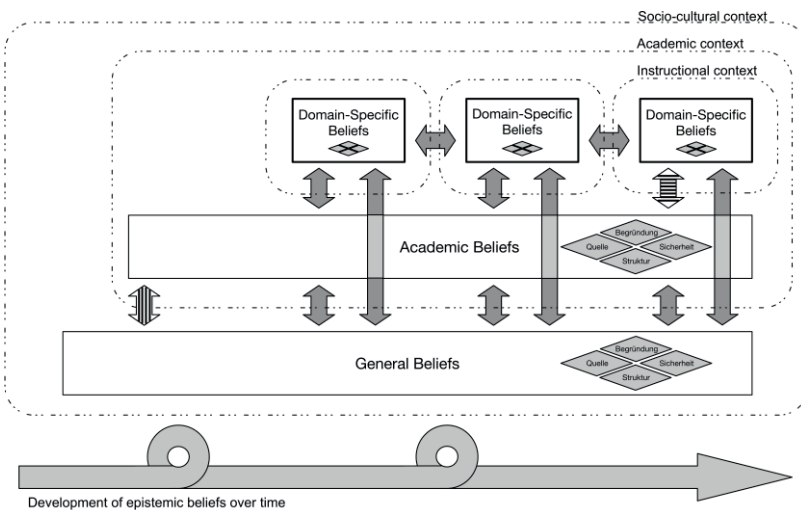 Socio-cultural context
Academic context
Instructional context
Domain-Specific
Beliefs
Domain-Specific
Beliefs
Domain-Specific
Beliefs
Academic Beliefs
Begründung
Quelle
Sicherheit
Struktur
General Beliefs
Begründung
Quelle
Sicherheit
Struktur
Development of epistemic beliefs over time